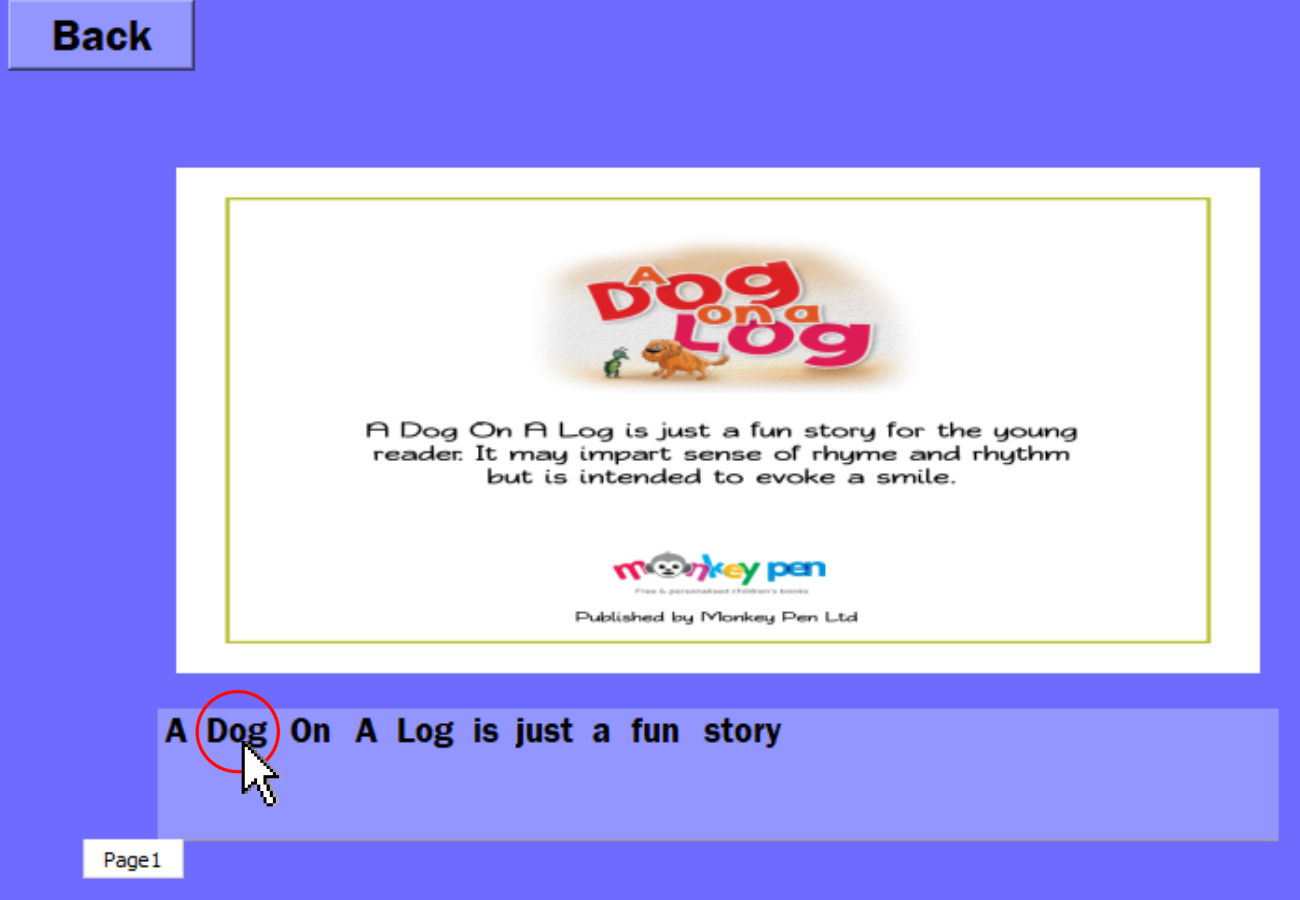 Back
A
Dog
on a
Log
A Dog On A Log is just a fun story for the young
reader. It may impart sense of rhyme and rhythm
but is intended to evoke a smile.
monkey pen
Free & personalised children's books
Published by Monkey Pen Ltd
A Dog On A Log is just a fun story
Page1